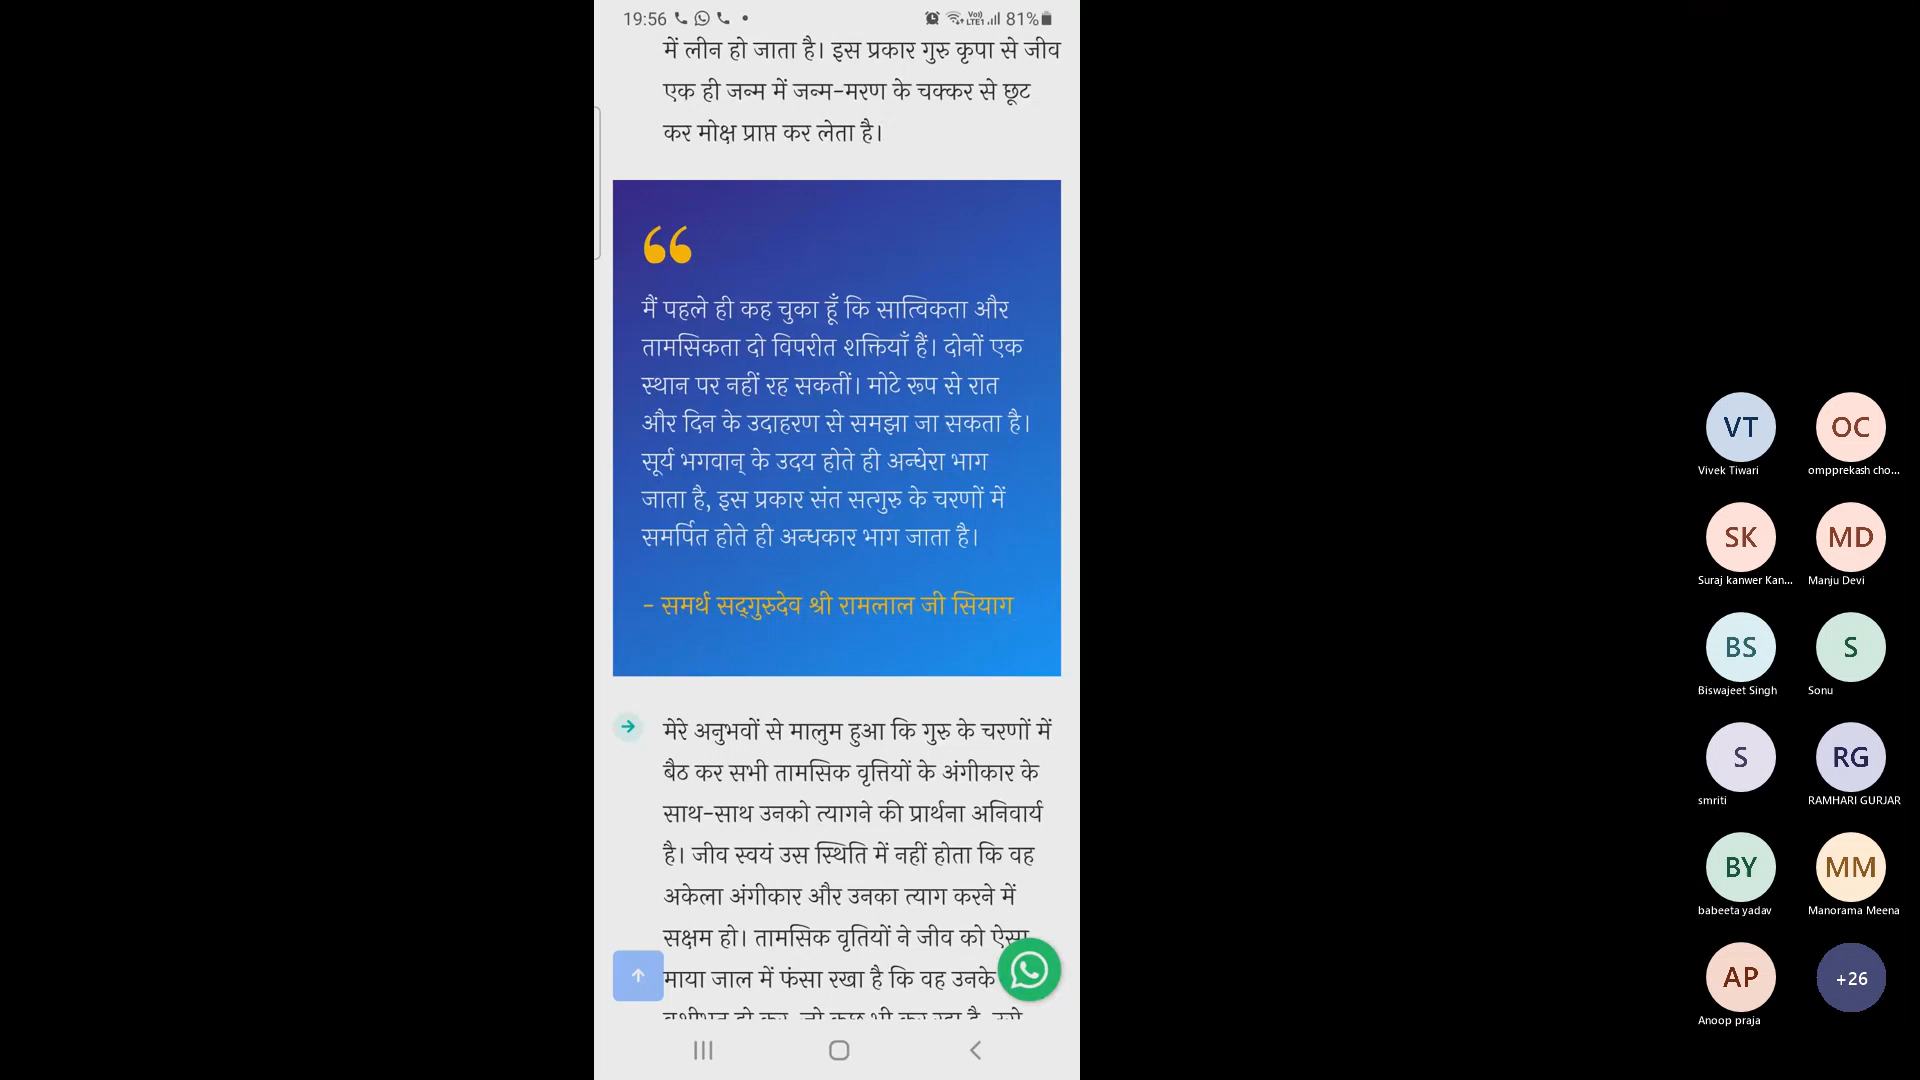 19:56
Vo)) LTE1 81%
में लीन हो जाता है। इस प्रकार गुरु कृपा से जीव
एक ही जन्म में जन्म-मरण के चक्कर से छूट
कर मोक्ष प्राप्त कर लेता है।
“
मैं पहले ही कह चुका हूँ कि सात्विकता और
तामसिकता दो विपरीत शक्तियाँ हैं। दोनों एक
स्थान पर नहीं रह सकतीं। मोटे रूप से रात
और दिन के उदाहरण से समझा जा सकता है।
सूर्य भगवान् के उदय होते ही अन्धेरा भाग
जाता है, इस प्रकार संत सत्गुरु के चरणों में
समर्पित होते ही अन्धकार भाग जाता है।
- समर्थ सद्गुरुदेव श्री रामलाल जी सियाग
मेरे अनुभवों से मालुम हुआ कि गुरु के चरणों में
बैठ कर सभी तामसिक वृत्तियों के अंगीकार के
साथ-साथ उनको त्यागने की प्रार्थना अनिवार्य
है। जीव स्वयं उस स्थिति में नहीं होता कि वह
अकेला अंगीकार और उनका त्याग करने में
सक्षम हो। तामसिक वृतियों ने जीव को ऐसा
माया जाल में फंसा रखा है कि वह उनके
VT
Vivek Tiwari
OC
ompprekash cho...
SK
Suraj kanwer Kan...
MD
Manju Devi
BS
Biswajeet Singh
S
Sonu
S
smriti
RG
RAMHARI GURJAR
BY
babeeta yadav
MM
Manorama Meena
AP
Anoop praja
+26